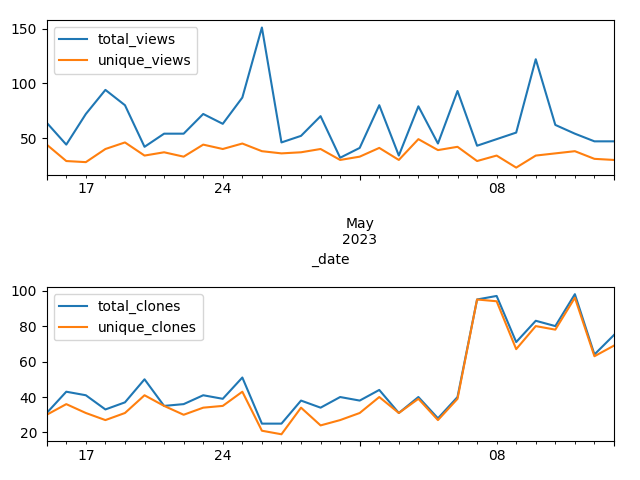 150
100
50
total_views
unique_views
17
24
08
May
2023
_date
100
80
60
40
20
total_clones
unique_clones
17
24
08